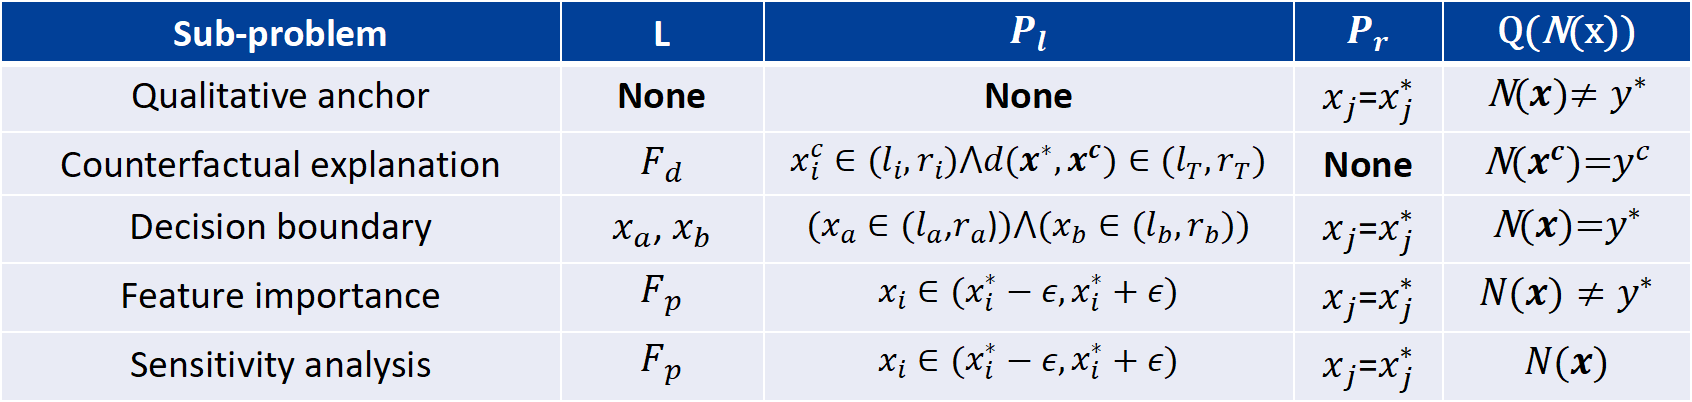 Sub-problem L P_l P_r Q(N(x))
Qualitative anchor None None x_j=x_j^* N(x)≠ y^*
Counterfactual explanation F_d x_i^c ∈ (l_i, r_i)⋀d(x^*, x^c) ∈ (l_T, r_T) None N(x^c)=y^c
Decision boundary x_a, x_b (x_a ∈ (l_a,r_a))⋀(x_b ∈ (l_b, r_b)) x_j=x_j^* N(x)=y^*
Feature importance F_p x_i ∈ (x_i^* − ϵ, x_i^* + ϵ) x_j=x_j^* N(x) ≠ y^*
Sensitivity analysis F_p x_i ∈ (x_i^* − ϵ, x_i^* + ϵ) x_j=x_j^* N(x)